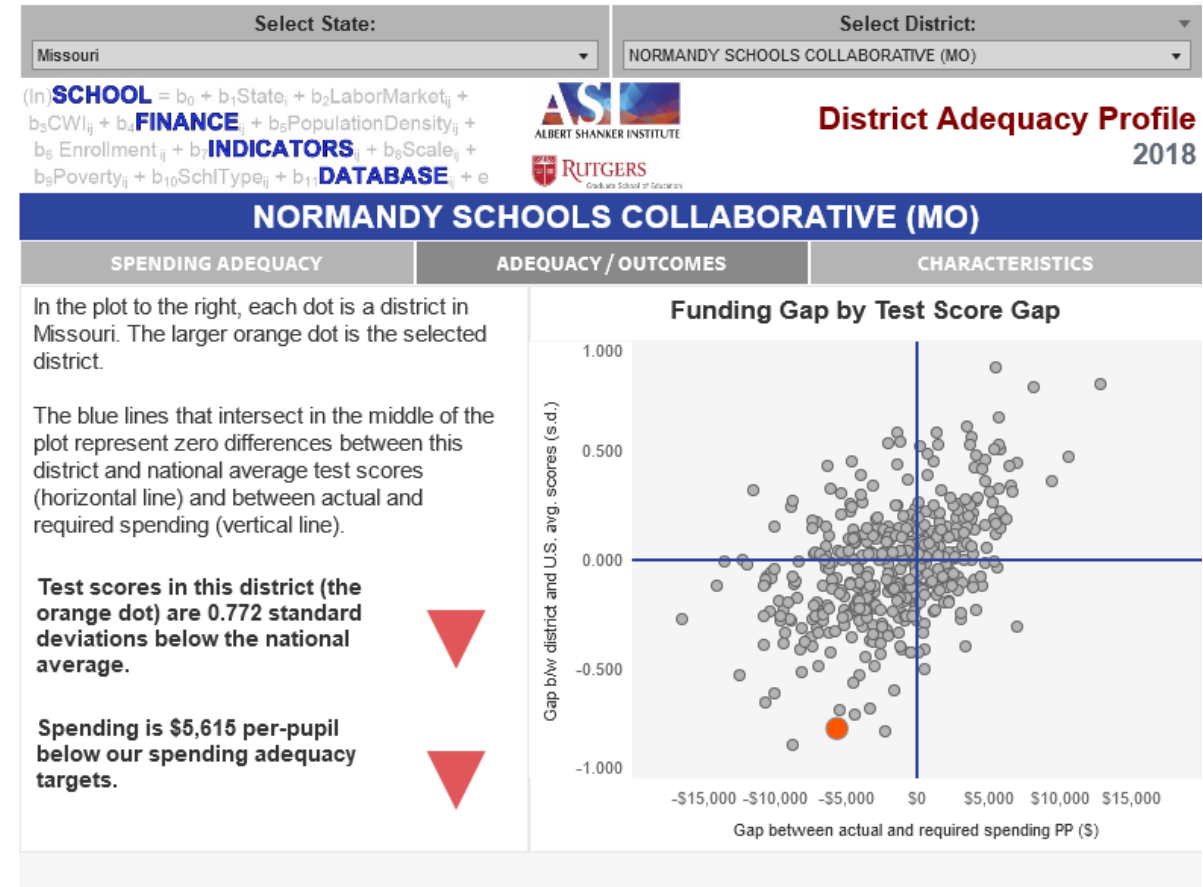 Select State:
Select District:
Missouri
NORMANDY SCHOOLS COLLABORATIVE (MO)
(ln)SCHOOL = b0 + b1Stateᵢ + b2LaborMarketᵢⱼ +
b3CWIᵢⱼ + b4FINANCEᵢⱼ + b5PopulationDensityᵢⱼ +
b6 Enrollmentᵢⱼ + b7INDICATORSᵢⱼ + b8Scaleᵢⱼ +
b9Povertyᵢⱼ + b10SchlTypeᵢⱼ + b11DATABASEᵢⱼ + e
ASI
ALBERT SHANKER INSTITUTE
RUTGERS
Graduate School of Education
District Adequacy Profile
2018
NORMANDY SCHOOLS COLLABORATIVE (MO)
SPENDING ADEQUACY
ADEQUACY / OUTCOMES
CHARACTERISTICS
In the plot to the right, each dot is a district in
Missouri. The larger orange dot is the selected
district.
The blue lines that intersect in the middle of the
plot represent zero differences between this
district and national average test scores
(horizontal line) and between actual and
required spending (vertical line).
Test scores in this district (the
orange dot) are 0.772 standard
deviations below the national
average.
Spending is $5,615 per-pupil
below our spending adequacy
targets.
Funding Gap by Test Score Gap
Gap b/w district and U.S. avg. scores (s.d.)
1.000
0.500
0.000
-0.500
-1.000
-$15,000 -$10,000 -$5,000 $0 $5,000 $10,000 $15,000
Gap between actual and required spending PP ($)